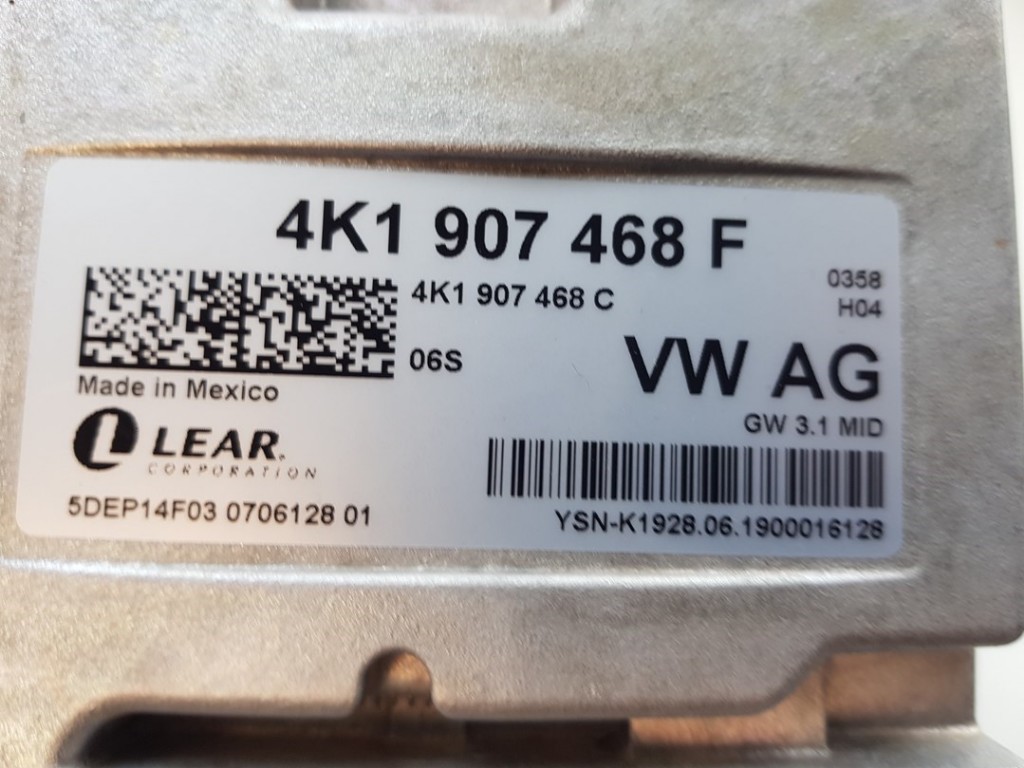 4K1 907 468 F
4K1 907 468 C
0358
H04
06S
VW AG
Made in Mexico
GW 3.1 MID
LEAR.
CORPORATION
5DEP14F03 0706128 01
YSN-K1928.06.1900016128